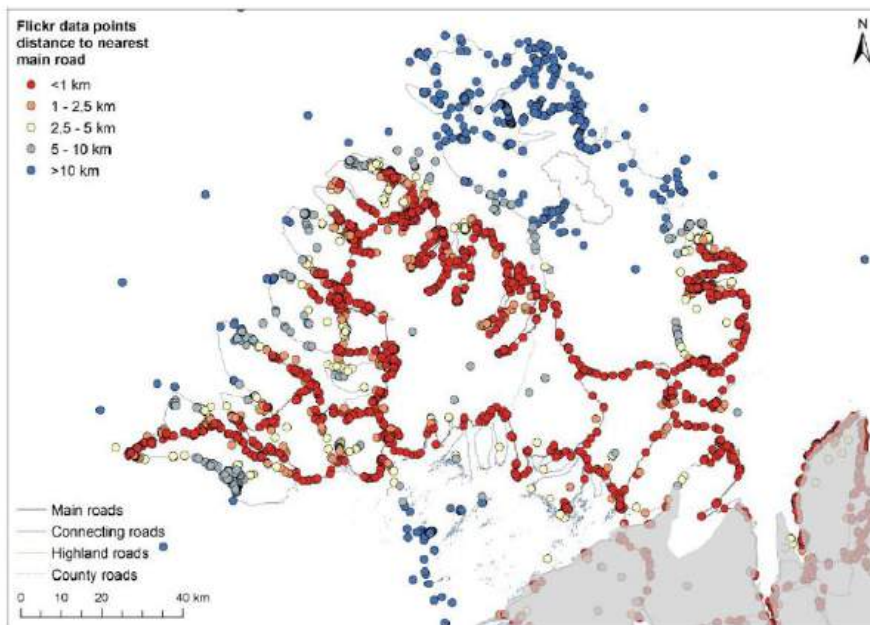 Flickr data points
distance to nearest
main road
<1 km
1 - 2,5 km
2,5 - 5 km
5 - 10 km
>10 km
N
Main roads
Connecting roads
Highland roads
County roads
0 10 20 40 km